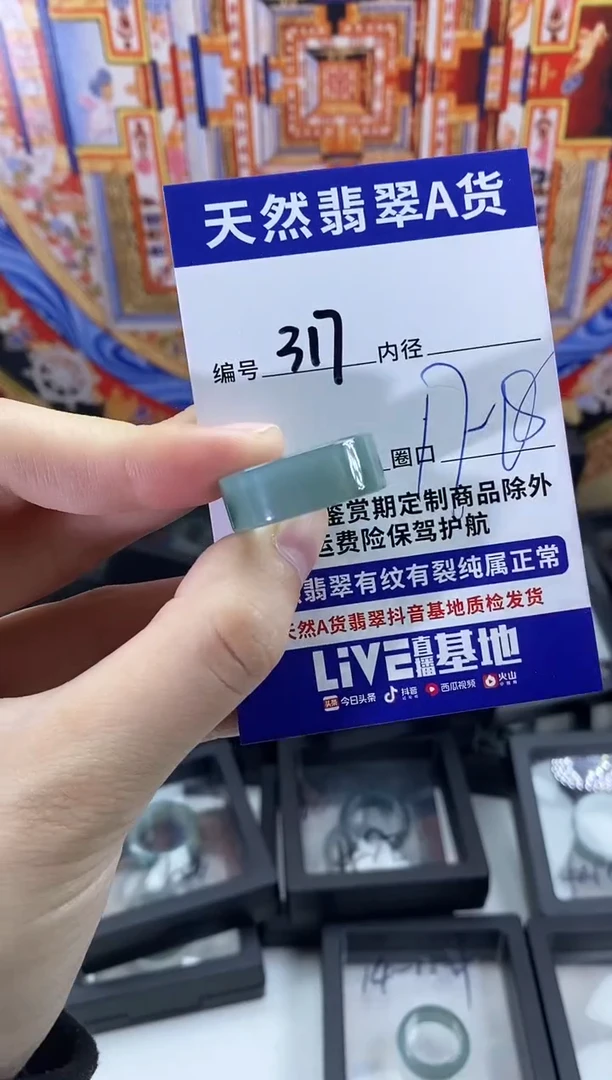 天然翡翠A货
编号 317 内径
圈口 17-18
鉴赏期定制商品除外
运费险保驾护航
翡翠有纹有裂纯属正常
天然A货翡翠抖音基地质检发货
LIVE直播基地
头条 今日头条 抖音 西瓜视频 火山